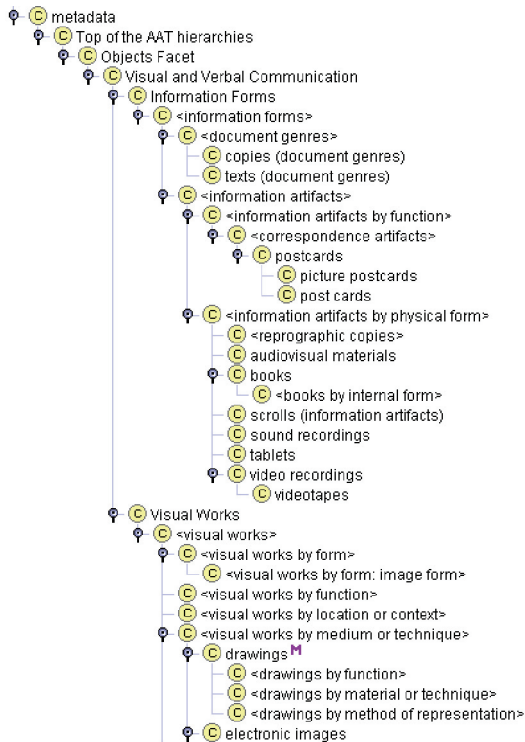 C metadata
C Top of the AAT hierarchies
C Objects Facet
C Visual and Verbal Communication
C Information Forms
C <information forms>
C <document genres>
C copies (document genres)
C texts (document genres)
C <information artifacts>
C <information artifacts by function>
C <correspondence artifacts>
C postcards
C picture postcards
C post cards
C <information artifacts by physical form>
C <reprographic copies>
C audiovisual materials
C books
C <books by internal form>
C scrolls (information artifacts)
C sound recordings
C tablets
C video recordings
C videotapes
C Visual Works
C <visual works>
C <visual works by form>
C <visual works by form: image form>
C <visual works by function>
C <visual works by location or context>
C <visual works by medium or technique>
C drawings M
C <drawings by function>
C <drawings by material or technique>
C <drawings by method of representation>
C electronic images